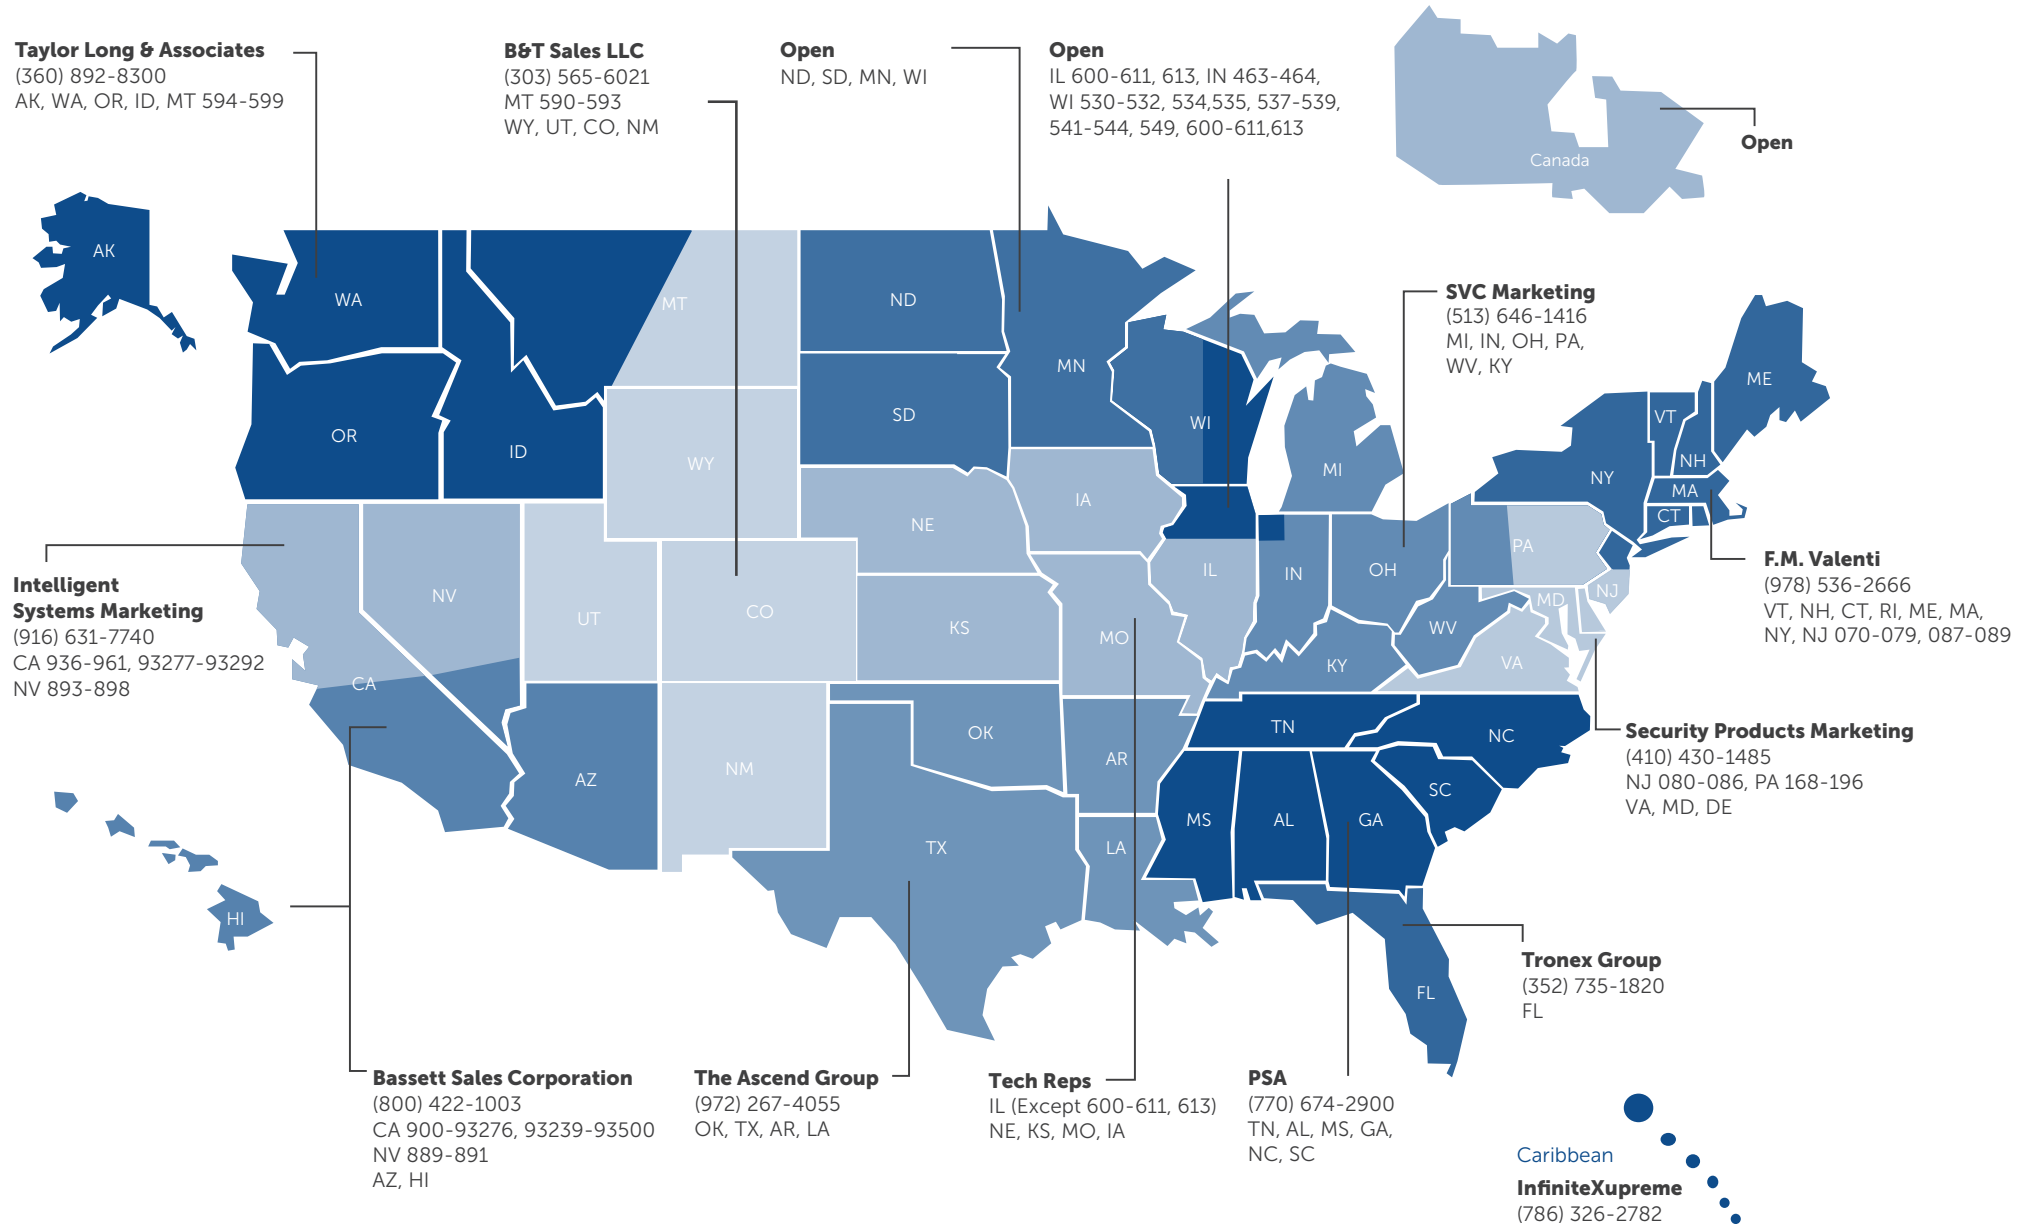 Taylor Long & Associates
(360) 892-8300
AK, WA, OR, ID, MT 594-599
B&T Sales LLC
(303) 565-6021
MT 590-593
WY, UT, CO, NM
Open
ND, SD, MN, WI
Open
IL 600-611, 613, IN 463-464,
WI 530-532, 534,535, 537-539,
541-544, 549, 600-611,613
Canada
Open
SVC Marketing
(513) 646-1416
MI, IN, OH, PA,
WV, KY
AK
WA
MT
ND
MN
ME
OR
ID
WY
SD
WI
MI
VT
NH
NY
MA
CT
IA
NE
PA
NV
UT
CO
KS
MO
IL
IN
OH
WV
KY
MD
NJ
VA
CA
AZ
NM
OK
AR
TN
NC
SC
MS
AL
GA
TX
LA
HI
FL
Intelligent
Systems Marketing
(916) 631-7740
CA 936-961, 93277-93292
NV 893-898
F.M. Valenti
(978) 536-2666
VT, NH, CT, RI, ME, MA,
NY, NJ 070-079, 087-089
Security Products Marketing
(410) 430-1485
NJ 080-086, PA 168-196
VA, MD, DE
Tronex Group
(352) 735-1820
FL
Bassett Sales Corporation
(800) 422-1003
CA 900-93276, 93239-93500
NV 889-891
AZ, HI
The Ascend Group
(972) 267-4055
OK, TX, AR, LA
Tech Reps
IL (Except 600-611, 613)
NE, KS, MO, IA
PSA
(770) 674-2900
TN, AL, MS, GA,
NC, SC
Caribbean
InfiniteXupreme
(786) 326-2782